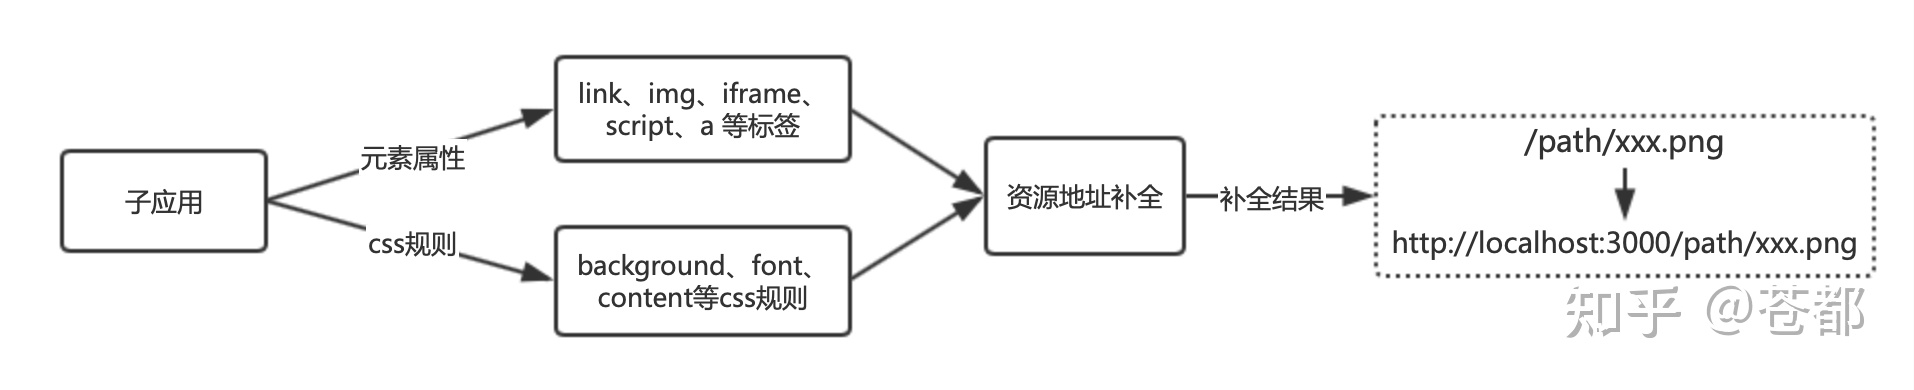 子应用
元素属性
css规则
link、img、iframe、
script、a 等标签
background、font、
content等css规则
资源地址补全
补全结果
/path/xxx.png
http://localhost:3000/path/xxx.png
知乎 @苍都